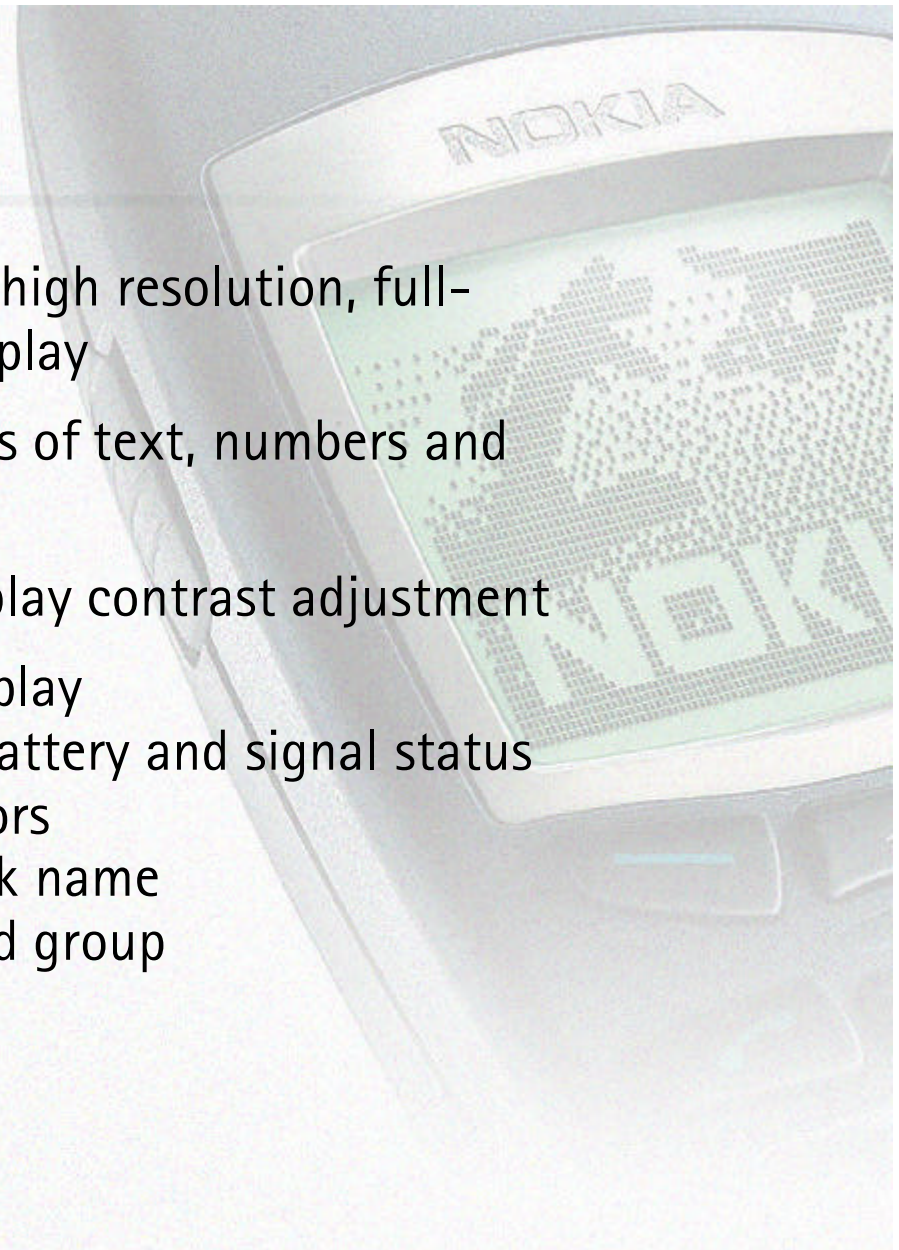 NOKIA
high resolution, full-
play
s of text, numbers and
play contrast adjustment
play
attery and signal status
ors
k name
d group
NOKI